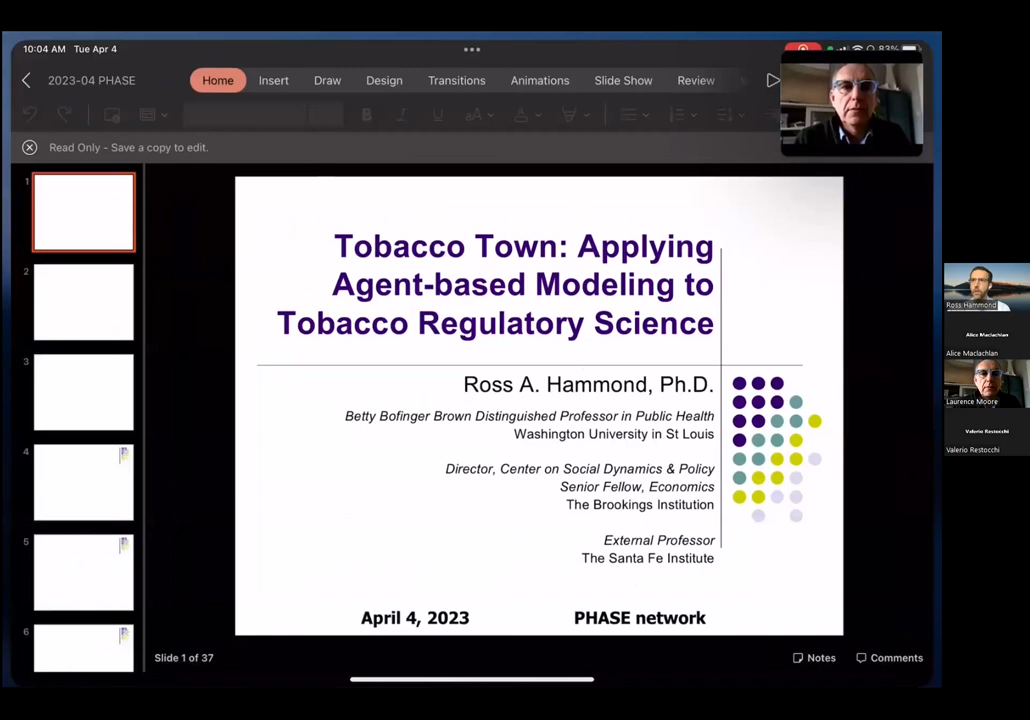 10:04 AM Tue Apr 4
83%
2023-04 PHASE
Home Insert Draw Design Transitions Animations Slide Show Review
B I U AA A
Read Only - Save a copy to edit.
1
2
3
4
5
6
Tobacco Town: Applying
Agent-based Modeling to
Tobacco Regulatory Science
Ross A. Hammond, Ph.D.
Betty Bofinger Brown Distinguished Professor in Public Health
Washington University in St Louis
Director, Center on Social Dynamics & Policy
Senior Fellow, Economics
The Brookings Institution
External Professor
The Santa Fe Institute
April 4, 2023 PHASE network
Slide 1 of 37
Notes Comments
Ross Hammond
Alice Maclachlan
Alice Maclachlan
Laurence Moore
Valerio Restocchi
Valerio Restocchi